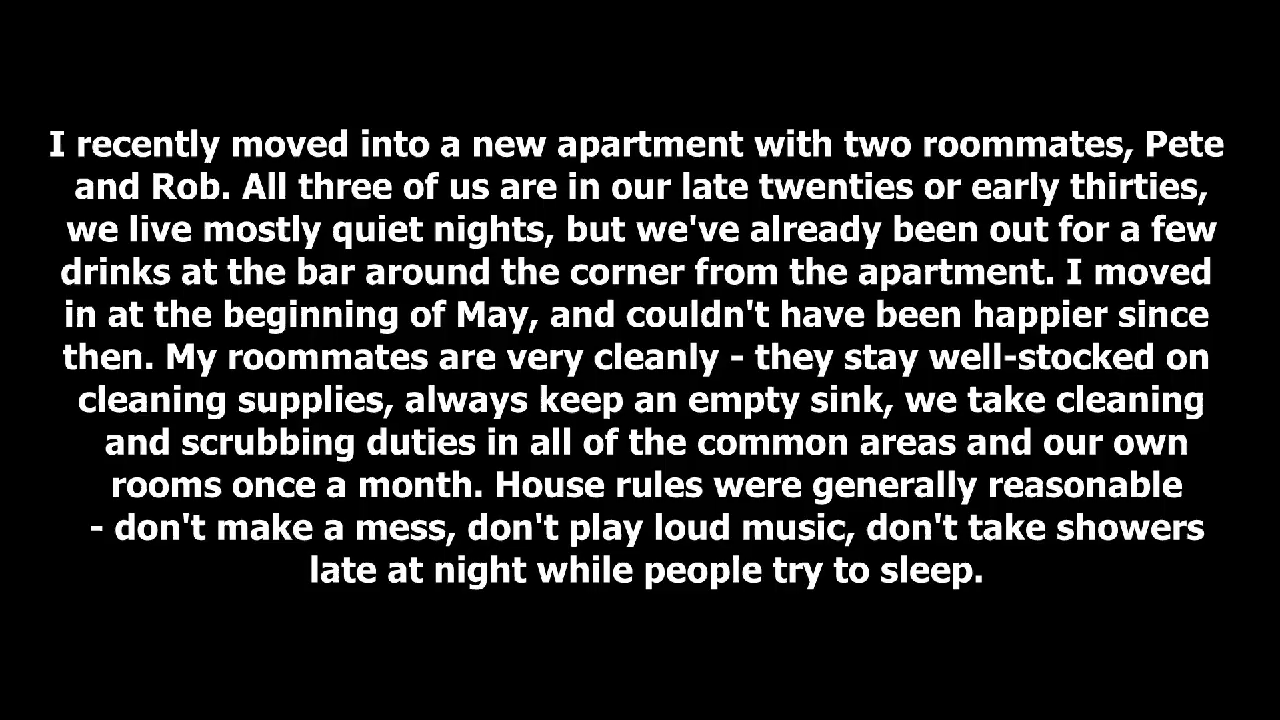 I recently moved into a new apartment with two roommates, Pete
and Rob. All three of us are in our late twenties or early thirties,
we live mostly quiet nights, but we've already been out for a few
drinks at the bar around the corner from the apartment. I moved
in at the beginning of May, and couldn't have been happier since
then. My roommates are very cleanly - they stay well-stocked on
cleaning supplies, always keep an empty sink, we take cleaning
and scrubbing duties in all of the common areas and our own
rooms once a month. House rules were generally reasonable
- don't make a mess, don't play loud music, don't take showers
late at night while people try to sleep.